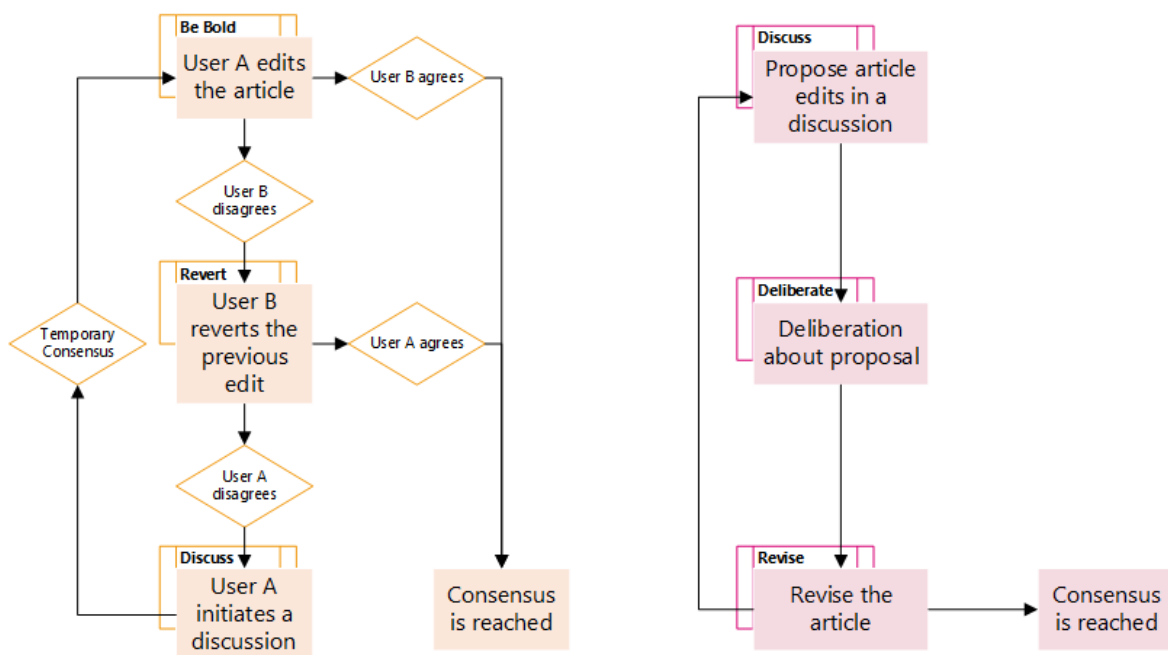 Be Bold
User A edits
the article
User B agrees
User B
disagrees
Revert
User B
reverts the
previous
edit
User A agrees
Temporary
Consensus
User A
disagrees
Discuss
User A
initiates a
discussion
Consensus
is reached
Discuss
Propose article
edits in a
discussion
Deliberate
Deliberation
about proposal
Revise
Revise the
article
Consensus
is reached